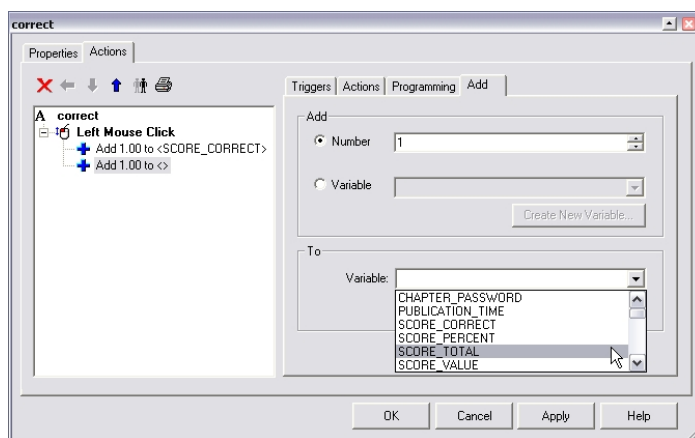 correct
Properties Actions
Triggers Actions Programming Add
A correct
Left Mouse Click
Add 1.00 to <SCORE_CORRECT>
Add 1.00 to <>
Add
Number 1
Variable
Create New Variable...
To
Variable:
CHAPTER_PASSWORD
PUBLICATION_TIME
SCORE_CORRECT
SCORE_PERCENT
SCORE_TOTAL
SCORE_VALUE
OK Cancel Apply Help